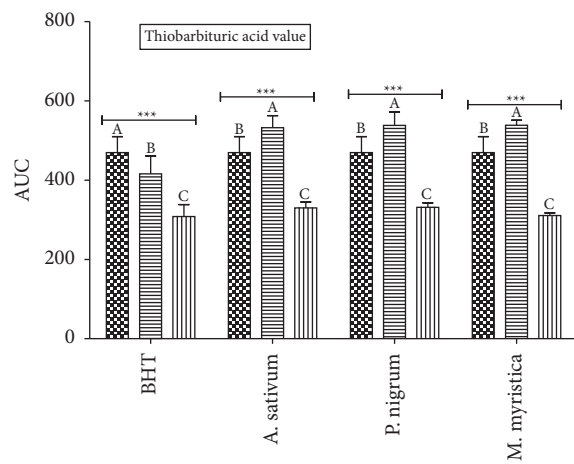 Thiobarbituric acid value
AUC
800
600
400
200
0
***
***
***
***
A
B
C
B
A
C
B
A
C
B
A
C
BHT
A. sativum
P. nigrum
M. myristica